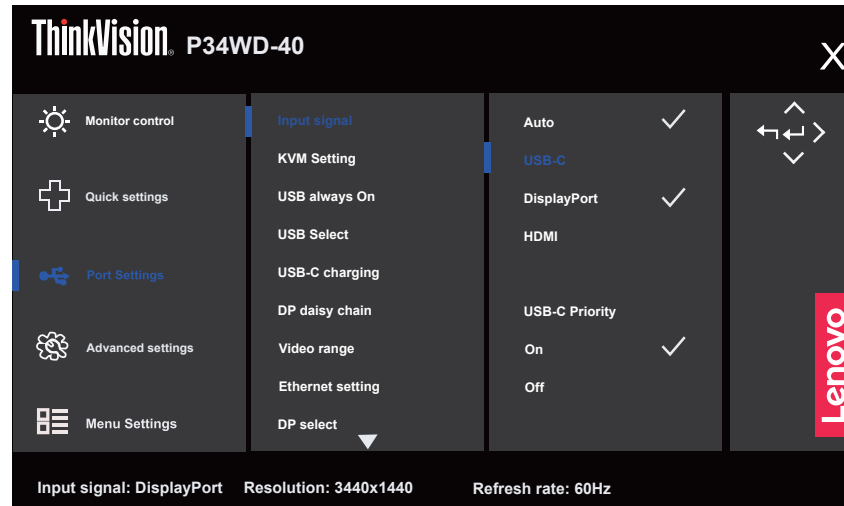 ThinkVision® P34WD-40
X
Monitor control
Quick settings
Port Settings
Advanced settings
Menu Settings
Input signal
KVM Setting
USB always On
USB Select
USB-C charging
DP daisy chain
Video range
Ethernet setting
DP select
Auto
USB-C
DisplayPort
HDMI
USB-C Priority
On
Off
Lenovo
Input signal: DisplayPort Resolution: 3440x1440 Refresh rate: 60Hz